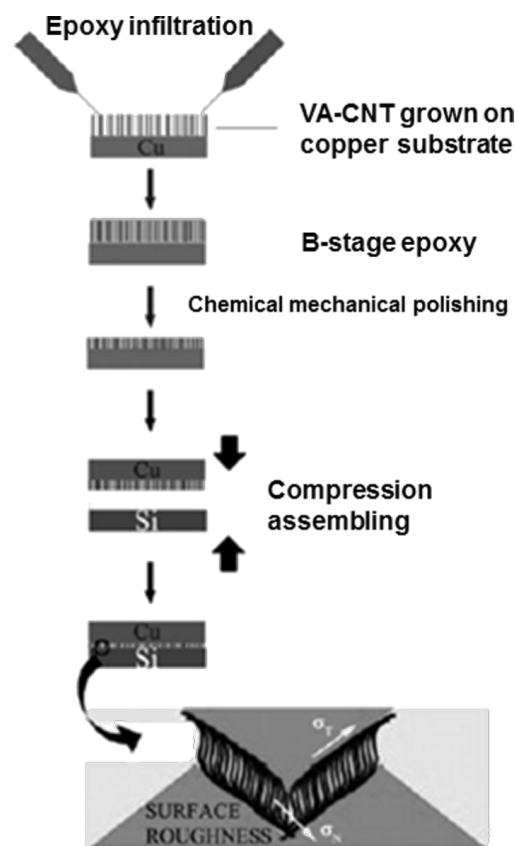 Epoxy infiltration
VA-CNT grown on
copper substrate
Cu
B-stage epoxy
Chemical mechanical polishing
Cu
Si
Compression
assembling
Cu
Si
σT
SURFACE
ROUGHNESS
σN